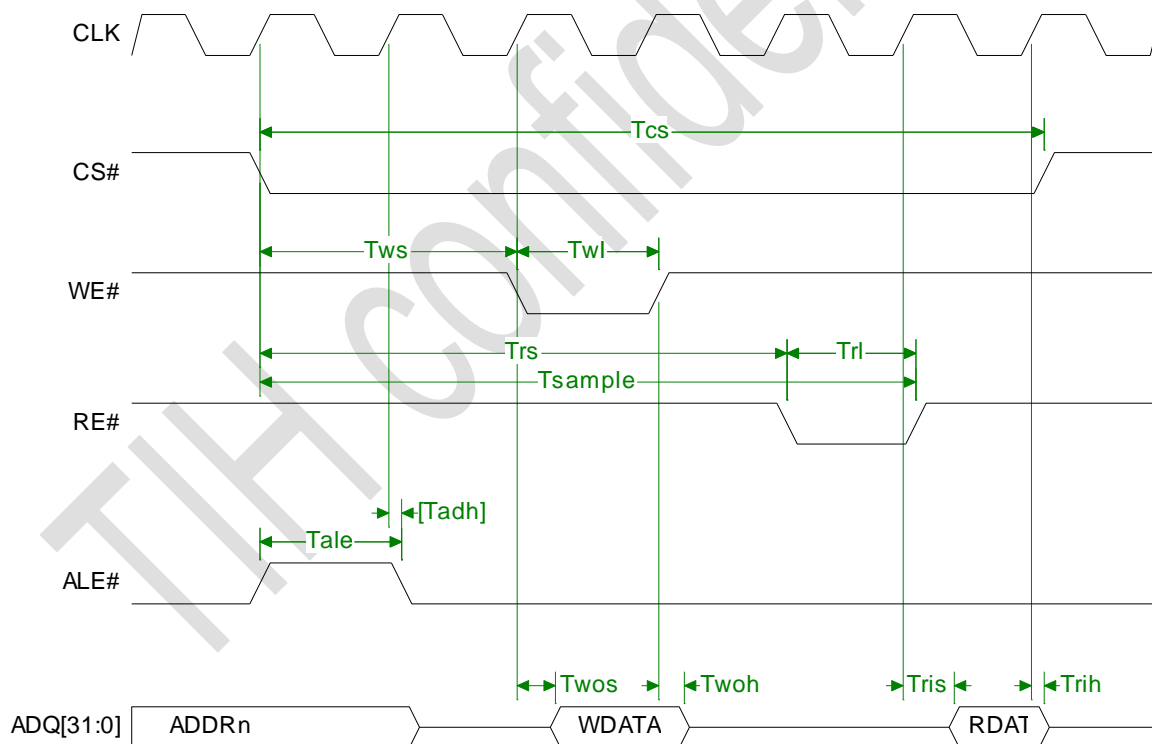 CLK
Tcs
CS#
Tws
Twl
WE#
Trs
Trl
Tsample
RE#
[Tadh]
Tale
ALE#
Twos
Twoh
Tris
Trih
ADQ[31:0]
ADDRn
WDATA
RDAT
TIH confiden